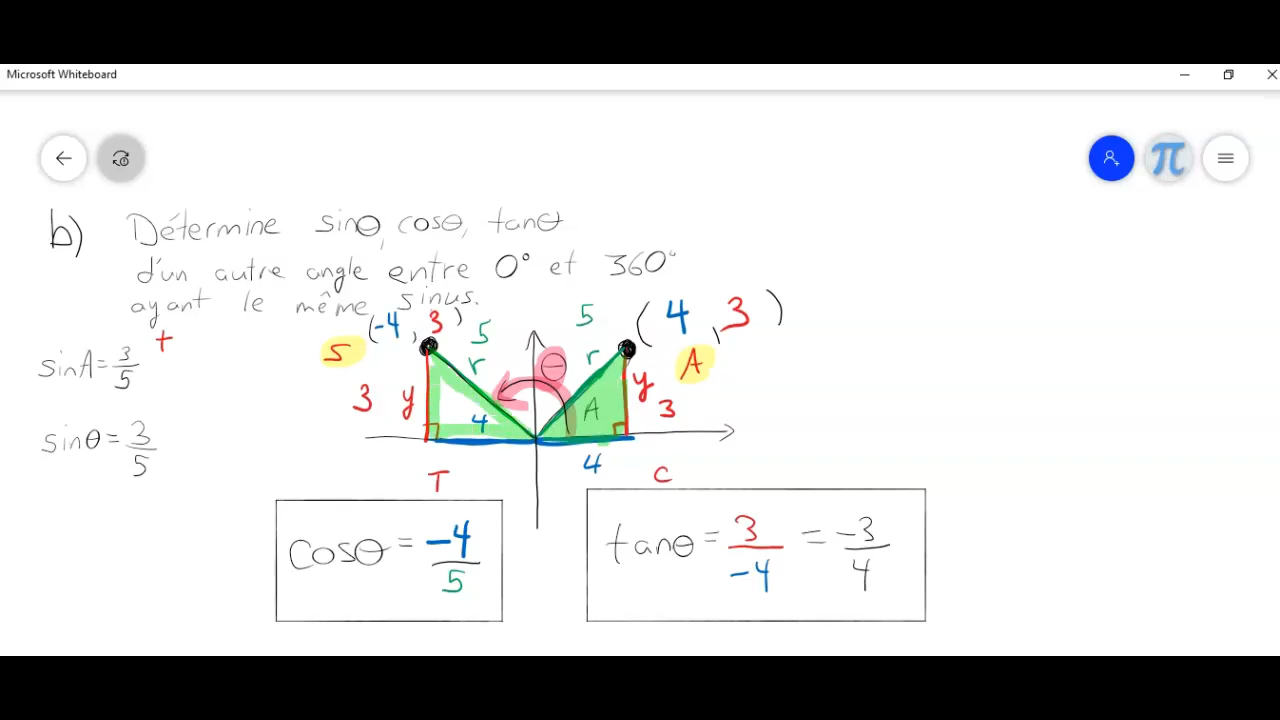 Microsoft Whiteboard
π
b) Détermine sinθ, cosθ, tanθ
d'un autre angle entre 0° et 360°
ayant le même sinus.
sinA = 3/5
+
sinθ = 3/5
(-4, 3)
5
5
(4, 3)
S
r
θ
r
A
3
y
4
A
y
3
4
T
C
cosθ = -4/5
tanθ = 3/-4 = -3/4